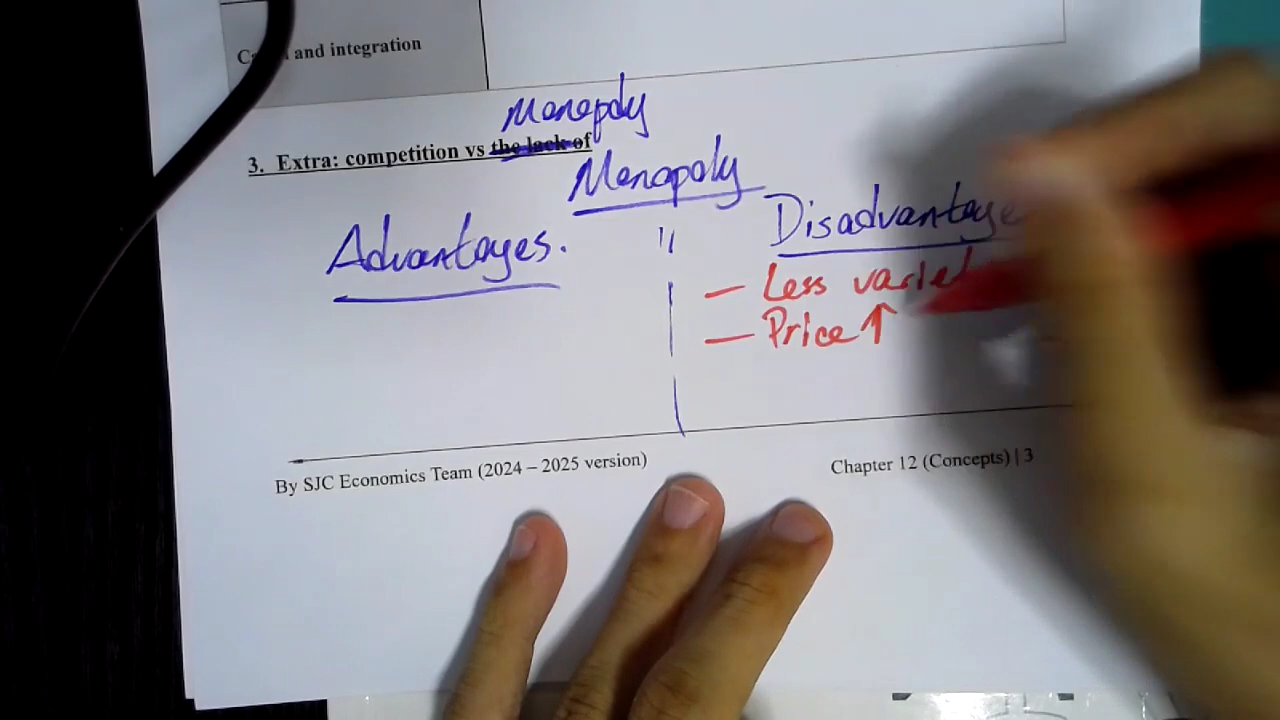 and integration
Monopoly
3. Extra: competition vs the lack of
Monopoly
Advantages.
Disadvantage
— Less
— Price ↑
By SJC Economics Team (2024 – 2025 version)
Chapter 12 (Concepts) | 3